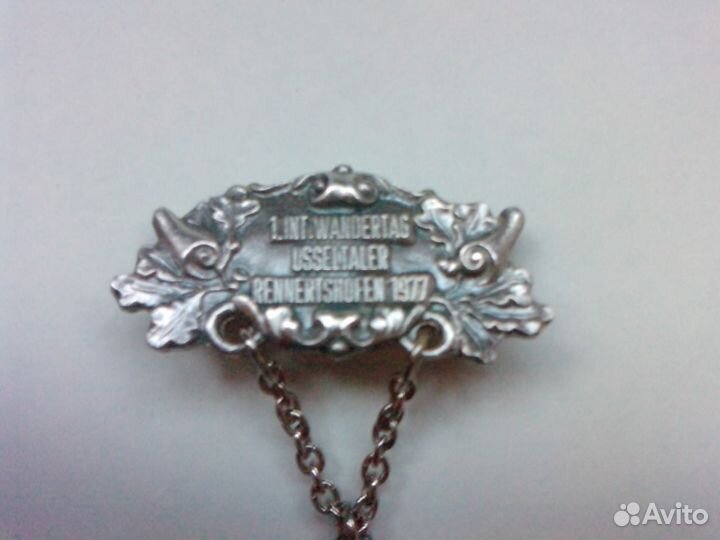 1.INT.WANDERTAG
USSELTALER
RENNERTSHOFEN 1977
Avito